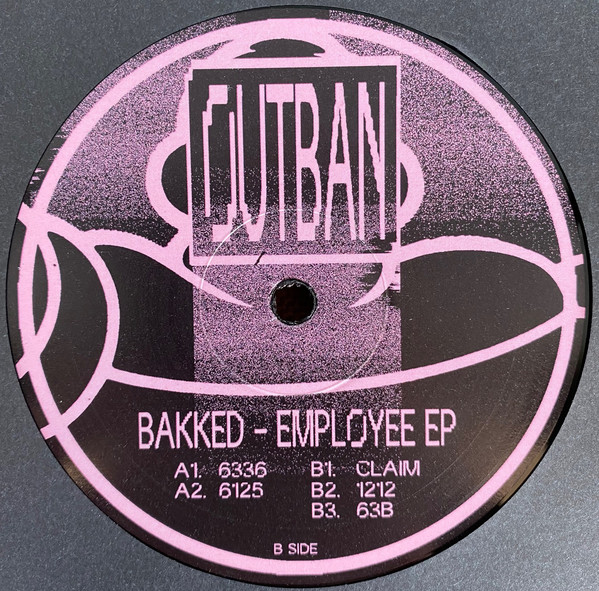 OUTBAN
BAKKED - EMPLOYEE EP
A1. 6336 B1. CLAIM
A2. 6125 B2. 1212
B3. 63B
B SIDE